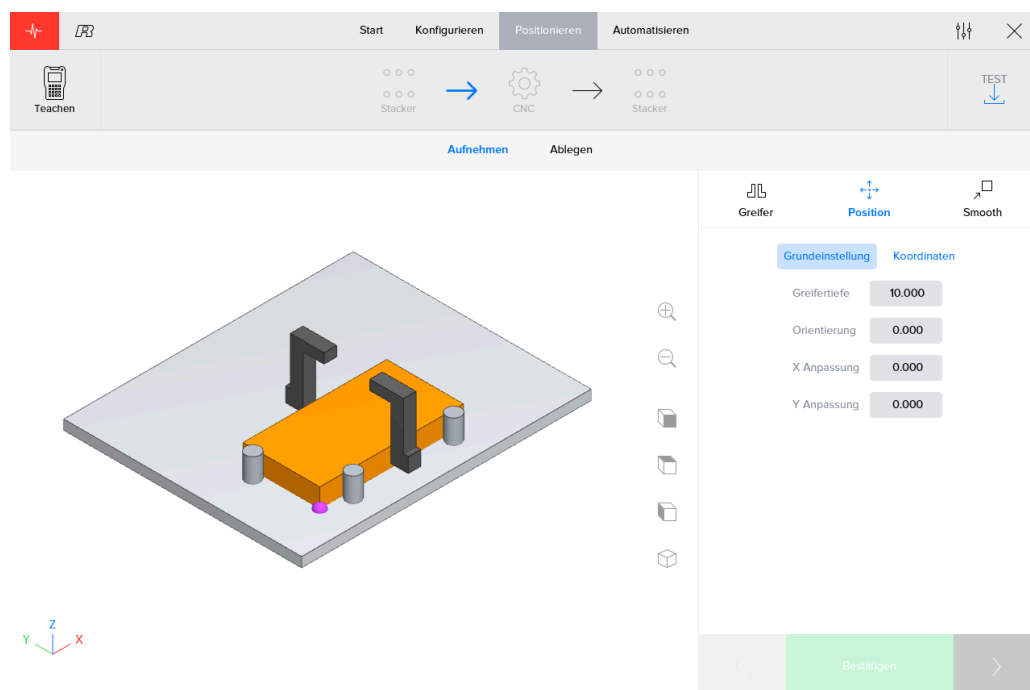 Start Konfigurieren Positionieren Automatisieren
Teachen
Stacker CNC Stacker
TEST
Aufnehmen Ablegen
Greifer Position Smooth
Grundeinstellung Koordinaten
Greifertiefe 10.000
Orientierung 0.000
X Anpassung 0.000
Y Anpassung 0.000
Z
Y X
Bestätigen